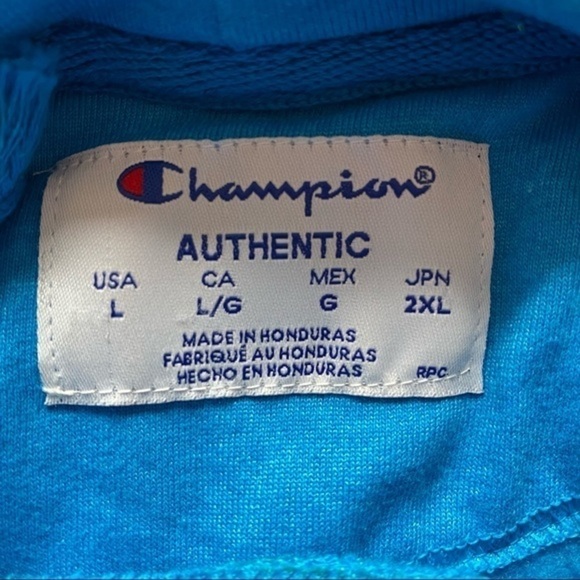 Champion®
AUTHENTIC
USA CA MEX JPN
L L/G G 2XL
MADE IN HONDURAS
FABRIQUÉ AU HONDURAS
HECHO EN HONDURAS RPC